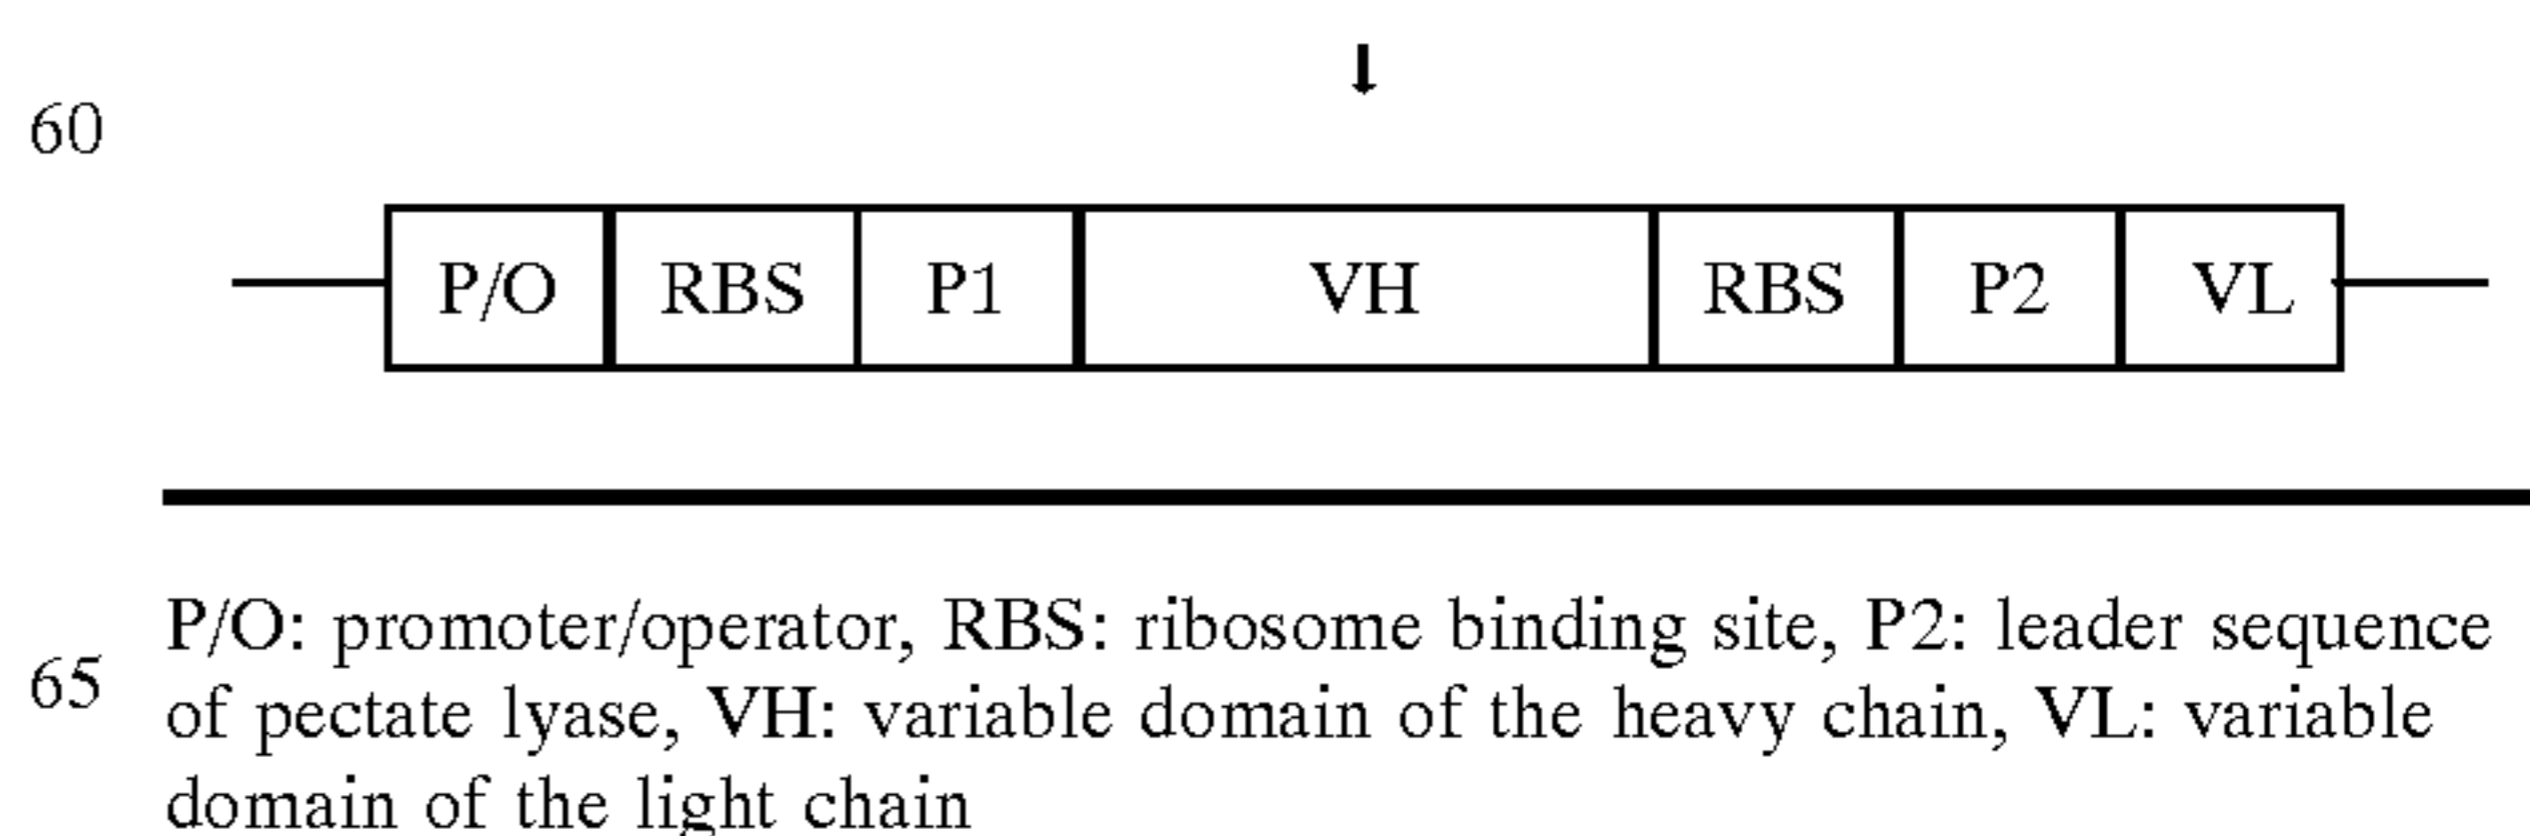 60
P/O RBS P1 VH RBS P2 VL
P/O: promoter/operator, RBS: ribosome binding site, P2: leader sequence
65 of pectate lyase, VH: variable domain of the heavy chain, VL: variable
domain of the light chain